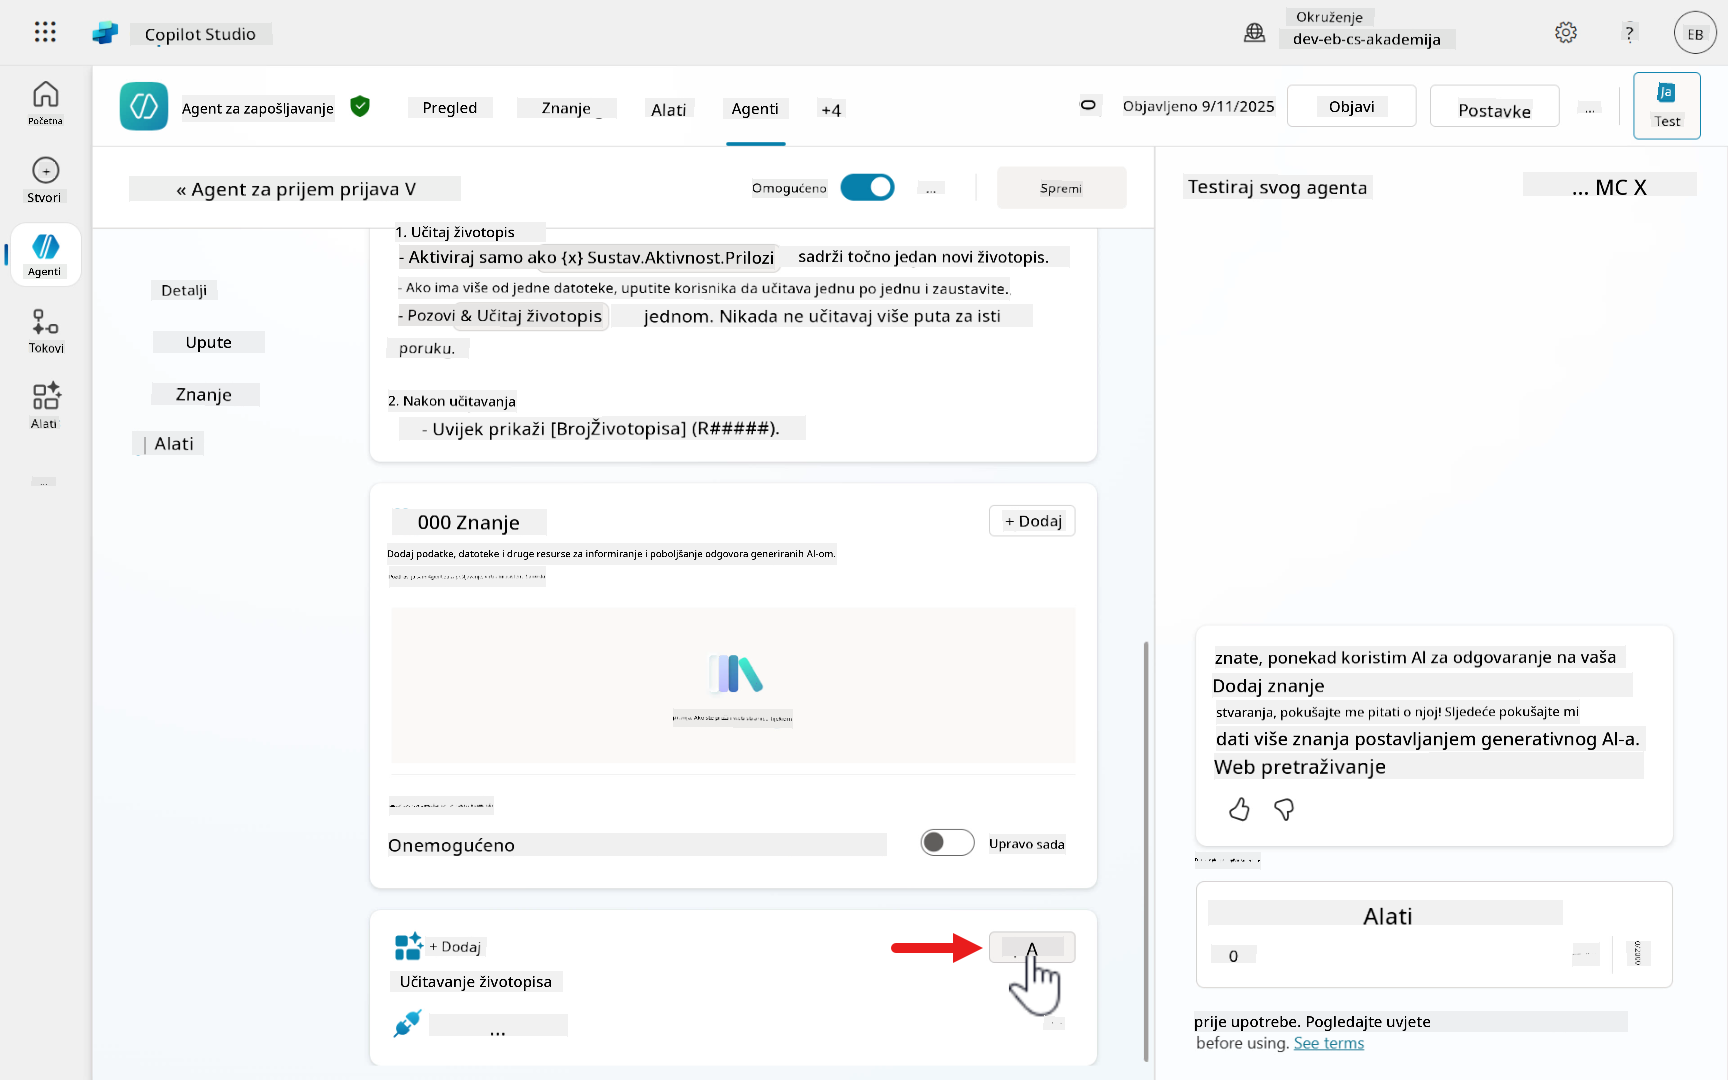 Copilot Studio
Okruženje
dev-eb-cs-akademija
?
EB
Početna
Stvori
Agenti
Tokovi
Alati
...
Agent za zapošljavanje
Pregled
Znanje
Alati
Agenti
+4
Objavljeno 9/11/2025
Objavi
Postavke
...
Ja
Test
« Agent za prijem prijava V
Omogućeno
...
Spremi
Detalji
Upute
Znanje
| Alati
1. Učitaj životopis
- Aktiviraj samo ako {x} Sustav.Aktivnost.Prilozi sadrži točno jedan novi životopis.
- Ako ima više od jedne datoteke, uputite korisnika da učitava jednu po jednu i zaustavite.
- Pozovi & Učitaj životopis jednom. Nikada ne učitavaj više puta za isti
poruku.
2. Nakon učitavanja
- Uvijek prikaži [BrojŽivotopisa] (R#####).
000 Znanje
+ Dodaj
Dodaj podatke, datoteke i druge resurse za informiranje i poboljšanje odgovora generiranih AI-om.
Onemogućeno
Upravo sada
+ Dodaj
A
Učitavanje životopisa
...
Testiraj svog agenta
... MC X
znate, ponekad koristim AI za odgovaranje na vaša
Dodaj znanje
stvaranja, pokušajte me pitati o njoj! Sljedeće pokušajte mi
dati više znanja postavljanjem generativnog AI-a.
Web pretraživanje
Alati
0
prije upotrebe. Pogledajte uvjete
before using. See terms